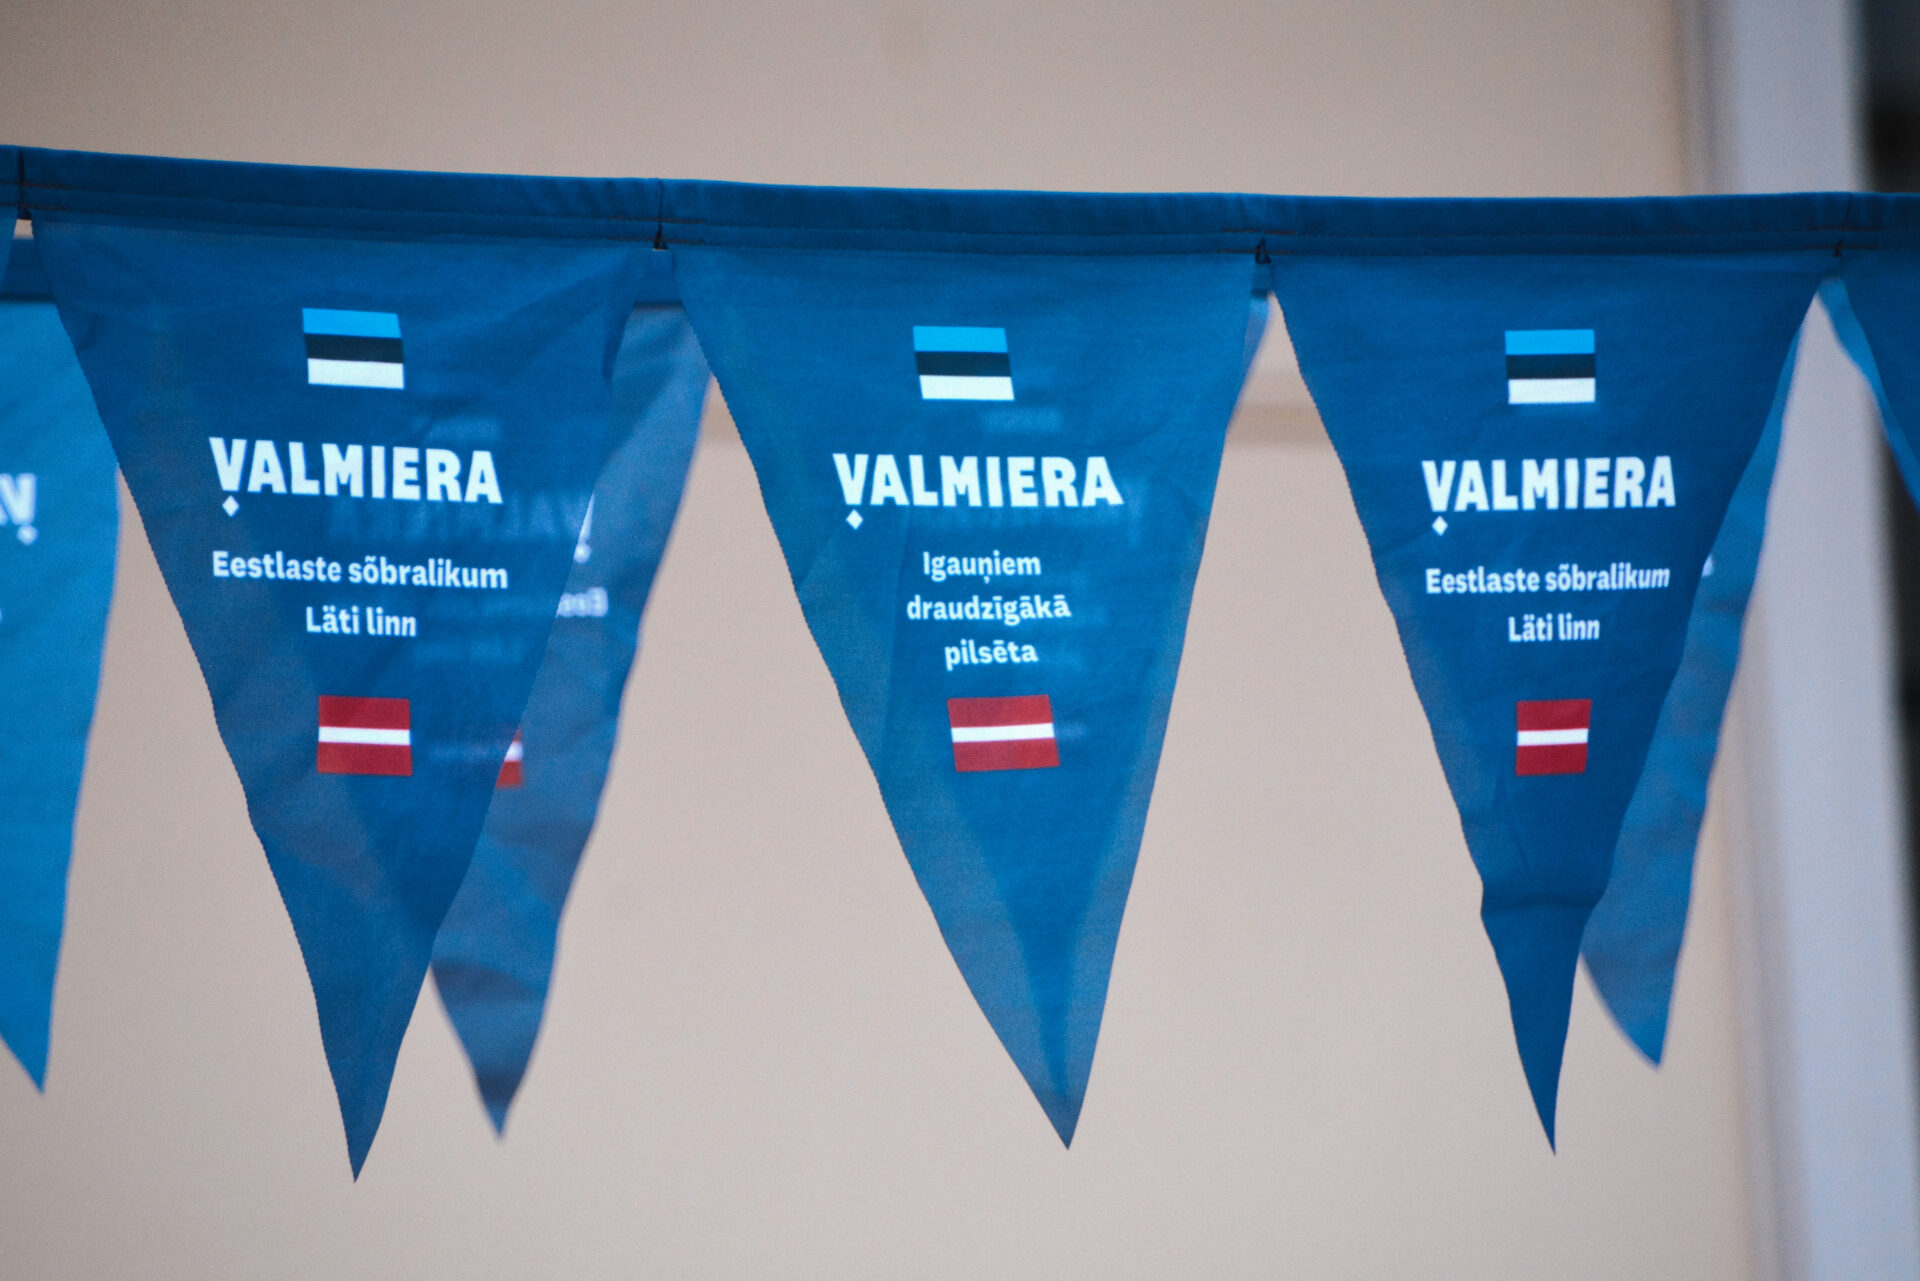 VALMIERA
Eestlaste sõbralikum
Läti linn
VALMIERA
Igauņiem
draudzīgākā
pilsēta
VALMIERA
Eestlaste sõbralikum
Läti linn